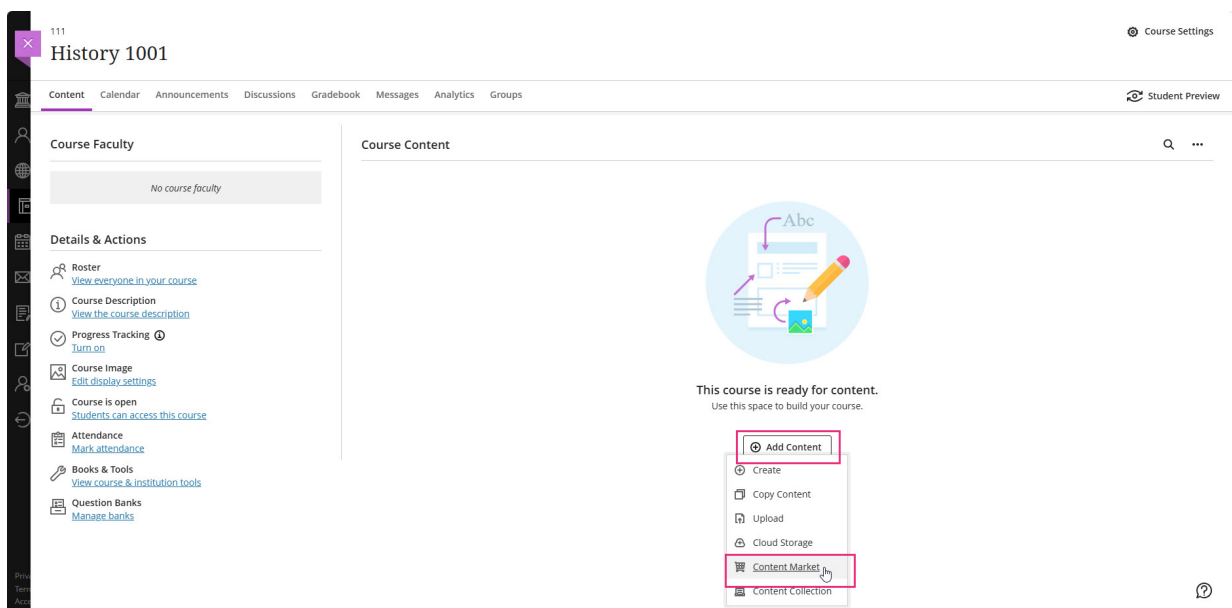 111
History 1001
Course Settings
Content Calendar Announcements Discussions Gradebook Messages Analytics Groups
Student Preview
Course Faculty
No course faculty
Details & Actions
Roster
View everyone in your course
Course Description
View the course description
Progress Tracking
Turn on
Course Image
Edit display settings
Course is open
Students can access this course
Attendance
Mark attendance
Books & Tools
View course & institution tools
Question Banks
Manage banks
Course Content
Abc
This course is ready for content.
Use this space to build your course.
Add Content
Create
Copy Content
Upload
Cloud Storage
Content Market
Content Collection